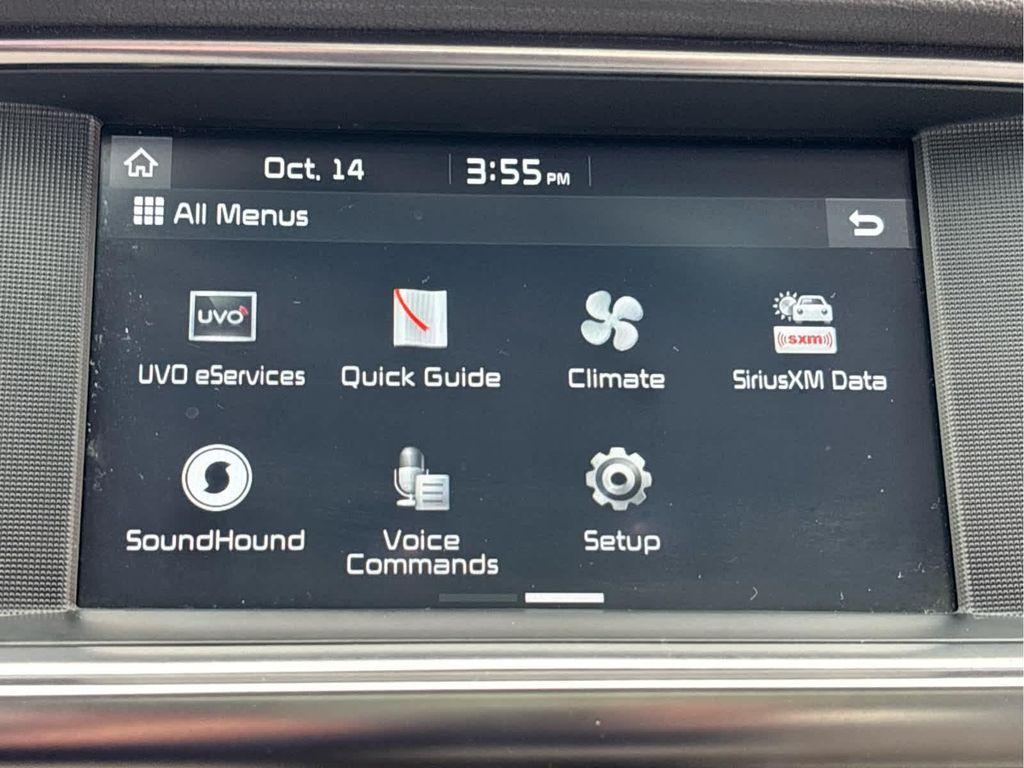 Oct. 14 3:55 PM
All Menus
UVO
sxm
UVO eServices Quick Guide Climate SiriusXM Data
SoundHound Voice Commands Setup